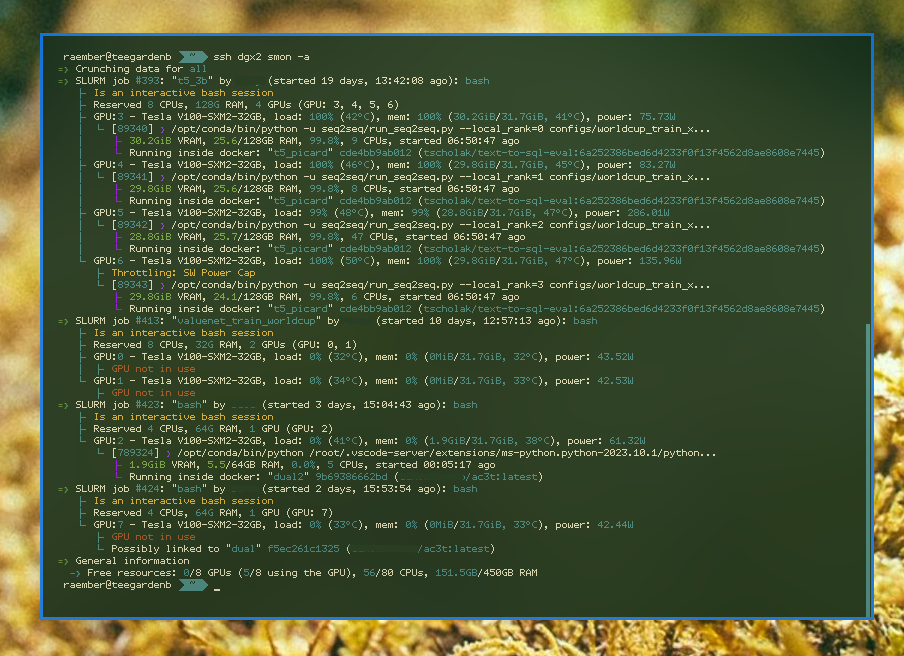 raember@teegardenb ~ ssh dgx2 smon -a
=> Crunching data for all
=> SLURM job #393: "t5_3b" by (started 19 days, 13:42:08 ago): bash
├ Is an interactive bash session
├ Reserved 8 CPUs, 128G RAM, 4 GPUs (GPU: 3, 4, 5, 6)
├ GPU:3 - Tesla V100-SXM2-32GB, load: 100% (42°C), mem: 100% (30.2GiB/31.7GiB, 41°C), power: 75.73W
│ └ [89340] ❯ /opt/conda/bin/python -u seq2seq/run_seq2seq.py --local_rank=0 configs/worldcup_train_x...
│ ├ 30.2GiB VRAM, 25.6/128GB RAM, 99.8%, 9 CPUs, started 06:50:47 ago
│ └ Running inside docker: "t5_picard" cde4bb9ab012 (tscholak/text-to-sql-eval:6a252386bed6d4233f0f13f4562d8ae8608e7445)
├ GPU:4 - Tesla V100-SXM2-32GB, load: 100% (46°C), mem: 100% (29.8GiB/31.7GiB, 45°C), power: 83.27W
│ └ [89341] ❯ /opt/conda/bin/python -u seq2seq/run_seq2seq.py --local_rank=1 configs/worldcup_train_x...
│ ├ 29.8GiB VRAM, 25.6/128GB RAM, 99.8%, 8 CPUs, started 06:50:47 ago
│ └ Running inside docker: "t5_picard" cde4bb9ab012 (tscholak/text-to-sql-eval:6a252386bed6d4233f0f13f4562d8ae8608e7445)
├ GPU:5 - Tesla V100-SXM2-32GB, load: 99% (48°C), mem: 99% (28.8GiB/31.7GiB, 47°C), power: 286.01W
│ └ [89342] ❯ /opt/conda/bin/python -u seq2seq/run_seq2seq.py --local_rank=2 configs/worldcup_train_x...
│ ├ 28.8GiB VRAM, 25.7/128GB RAM, 99.8%, 47 CPUs, started 06:50:47 ago
│ └ Running inside docker: "t5_picard" cde4bb9ab012 (tscholak/text-to-sql-eval:6a252386bed6d4233f0f13f4562d8ae8608e7445)
└ GPU:6 - Tesla V100-SXM2-32GB, load: 100% (50°C), mem: 100% (29.8GiB/31.7GiB, 47°C), power: 135.96W
├ Throttling: SW Power Cap
└ [89343] ❯ /opt/conda/bin/python -u seq2seq/run_seq2seq.py --local_rank=3 configs/worldcup_train_x...
├ 29.8GiB VRAM, 24.1/128GB RAM, 99.8%, 6 CPUs, started 06:50:47 ago
└ Running inside docker: "t5_picard" cde4bb9ab012 (tscholak/text-to-sql-eval:6a252386bed6d4233f0f13f4562d8ae8608e7445)
=> SLURM job #413: "valuenet_train_worldcup" by (started 10 days, 12:57:13 ago): bash
├ Is an interactive bash session
├ Reserved 8 CPUs, 32G RAM, 2 GPUs (GPU: 0, 1)
├ GPU:0 - Tesla V100-SXM2-32GB, load: 0% (32°C), mem: 0% (0MiB/31.7GiB, 32°C), power: 43.52W
│ ├ GPU not in use
└ GPU:1 - Tesla V100-SXM2-32GB, load: 0% (34°C), mem: 0% (0MiB/31.7GiB, 33°C), power: 42.53W
├ GPU not in use
=> SLURM job #423: "bash" by (started 3 days, 15:04:43 ago): bash
├ Is an interactive bash session
├ Reserved 4 CPUs, 64G RAM, 1 GPU (GPU: 2)
└ GPU:2 - Tesla V100-SXM2-32GB, load: 0% (41°C), mem: 0% (1.9GiB/31.7GiB, 38°C), power: 61.32W
└ [789324] ❯ /opt/conda/bin/python /root/.vscode-server/extensions/ms-python.python-2023.10.1/python...
├ 1.9GiB VRAM, 5.5/64GB RAM, 0.0%, 5 CPUs, started 00:05:17 ago
└ Running inside docker: "dual2" 9b69386662bd ( /ac3t:latest)
=> SLURM job #424: "bash" by (started 2 days, 15:53:54 ago): bash
├ Is an interactive bash session
├ Reserved 4 CPUs, 64G RAM, 1 GPU (GPU: 7)
└ GPU:7 - Tesla V100-SXM2-32GB, load: 0% (33°C), mem: 0% (0MiB/31.7GiB, 33°C), power: 42.44W
├ GPU not in use
└ Possibly linked to "dual" f5ec261c1325 ( /ac3t:latest)
=> General information
-> Free resources: 0/8 GPUs (5/8 using the GPU), 56/80 CPUs, 151.5GB/450GB RAM
raember@teegardenb ~ _